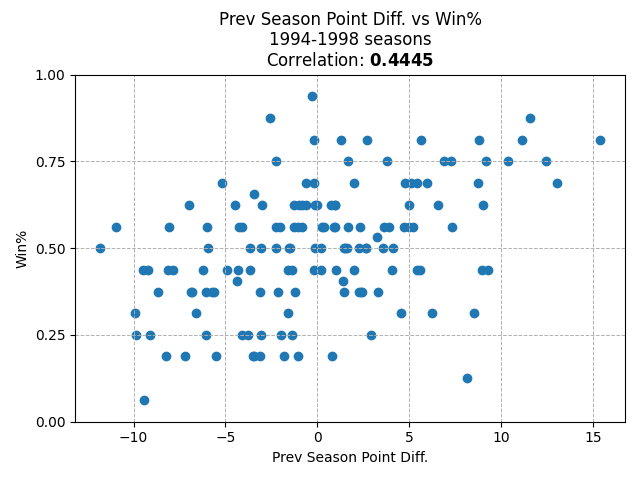 Prev Season Point Diff. vs Win%
1994-1998 seasons
Correlation: 0.4445
1.00
0.75
0.50
0.25
0.00
Win%
−10
−5
0
5
10
15
Prev Season Point Diff.